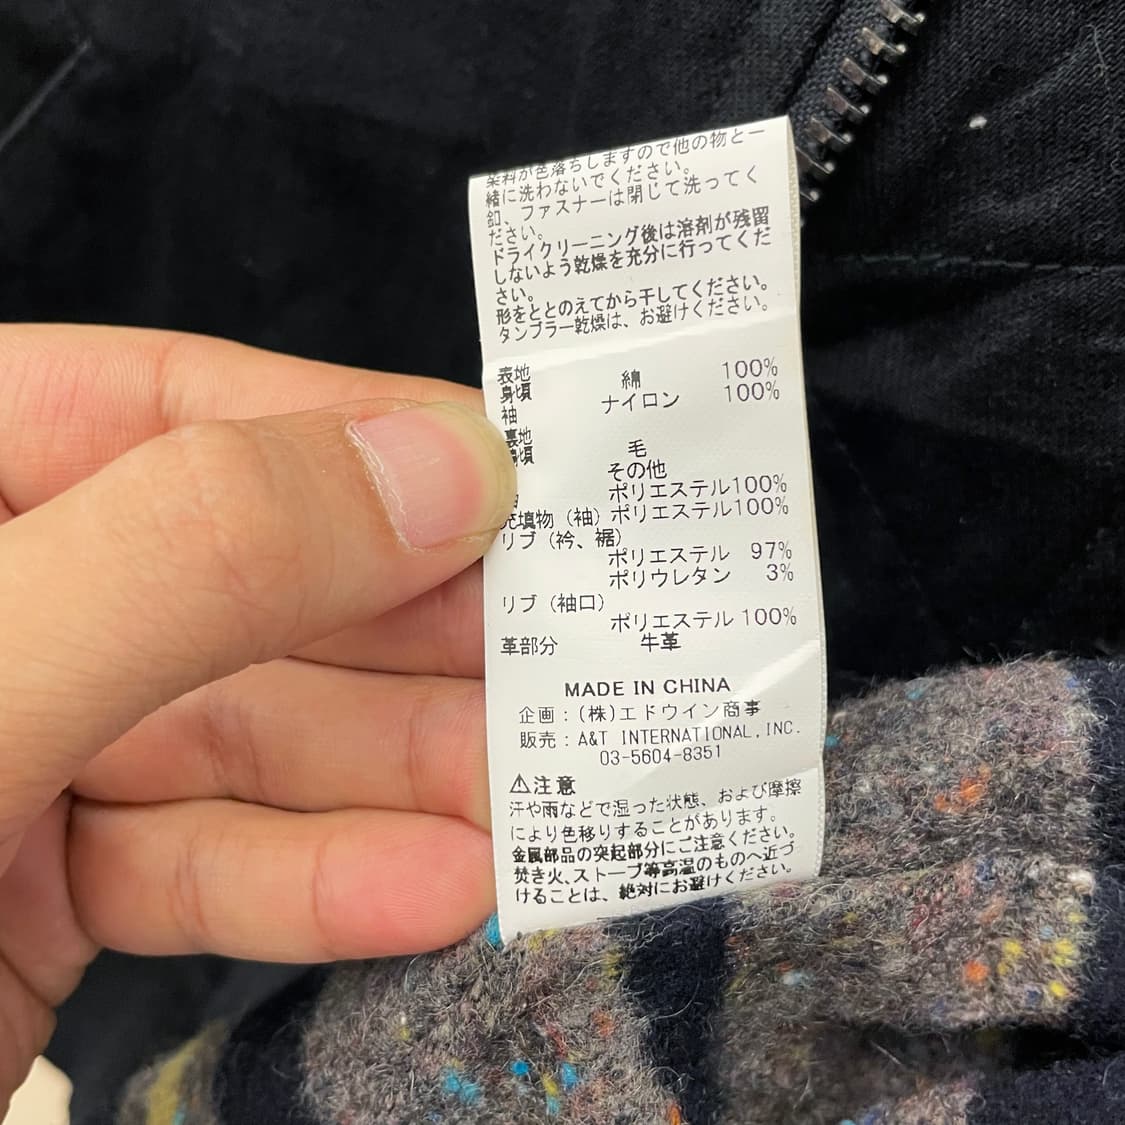 染料が色落ちしますので他の物と一
緒に洗わないでください。
釦、ファスナーは閉じて洗ってく
ださい。
ドライクリーニング後は溶剤が残留
しないよう乾燥を充分に行ってくだ
さい。
形をととのえてから干してください。
タンブラー乾燥は、お避けください。
表地
身頃 綿 100%
袖 ナイロン 100%
裏地
身頃 毛
その他
ポリエステル100%
充填物（袖）ポリエステル100%
リブ（衿、裾）
ポリエステル 97%
ポリウレタン 3%
リブ（袖口）
ポリエステル 100%
革部分 牛革
MADE IN CHINA
企画：(株)エドウイン商事
販売：A&T INTERNATIONAL,INC.
03-5604-8351
⚠注意
汗や雨などで湿った状態、および摩擦
により色移りすることがあります。
金属部品の突起部分にご注意ください。
焚き火、ストーブ等高温のものへ近づ
けることは、絶対にお避けください。